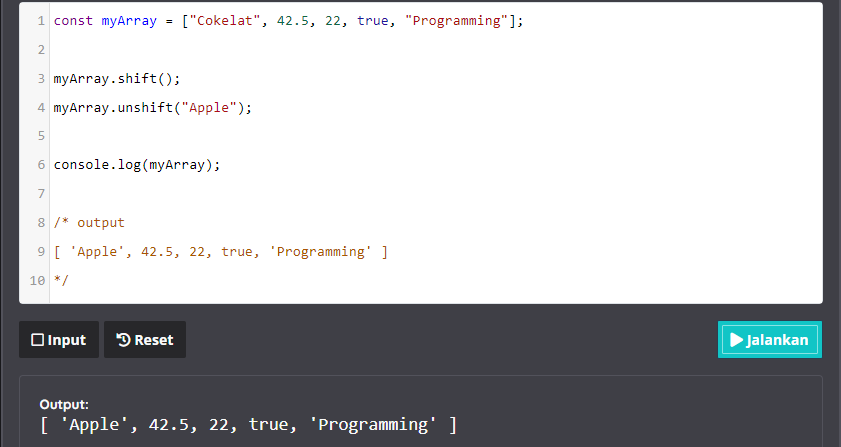 1 const myArray = ["Cokelat", 42.5, 22, true, "Programming"];
2
3 myArray.shift();
4 myArray.unshift("Apple");
5
6 console.log(myArray);
7
8 /* output
9 [ 'Apple', 42.5, 22, true, 'Programming' ]
10 */
Input Reset Jalankan
Output:
[ 'Apple', 42.5, 22, true, 'Programming' ]